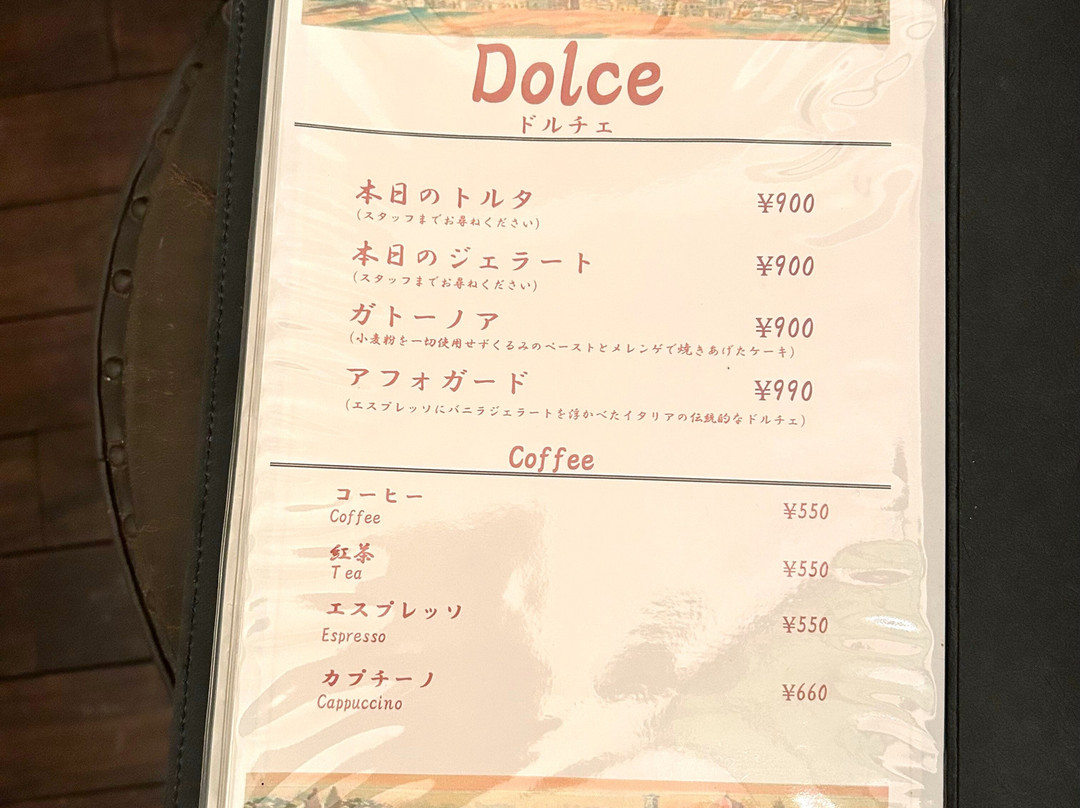 Dolce
ドルチェ
本日のトルタ ¥900
(スタッフまでお尋ねください)
本日のジェラート ¥900
(スタッフまでお尋ねください)
ガトーノア ¥900
(小麦粉を一切使用せずくるみのペーストとメレンゲで焼きあげたケーキ)
アフォガード ¥990
(エスプレッソにバニラジェラートを浮かべたイタリアの伝統的なドルチェ)
Coffee
コーヒー ¥550
Coffee
紅茶 ¥550
Tea
エスプレッソ ¥550
Espresso
カプチーノ ¥660
Cappuccino